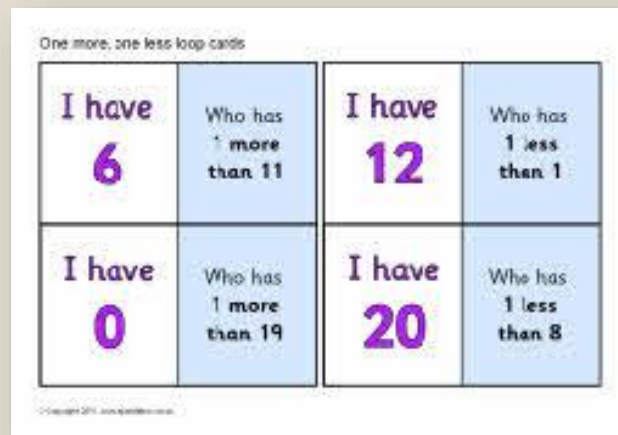 One more, one less loop cards
I have
6
Who has
1 more
than 11
I have
12
Who has
1 less
than 1
I have
0
Who has
1 more
than 19
I have
20
Who has
1 less
than 8